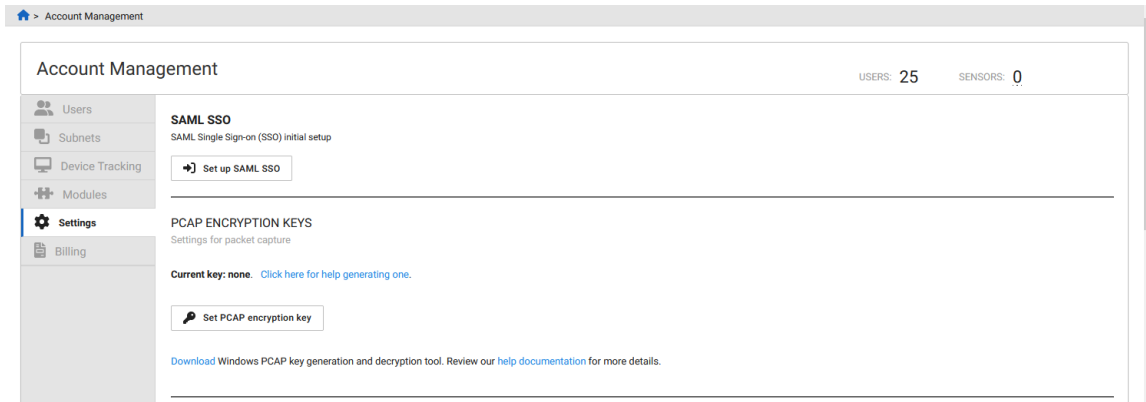 > Account Management
Account Management
USERS: 25 SENSORS: 0
Users
Subnets
Device Tracking
Modules
Settings
Billing
SAML SSO
SAML Single Sign-on (SSO) initial setup
Set up SAML SSO
PCAP ENCRYPTION KEYS
Settings for packet capture
Current key: none. Click here for help generating one.
Set PCAP encryption key
Download Windows PCAP key generation and decryption tool. Review our help documentation for more details.